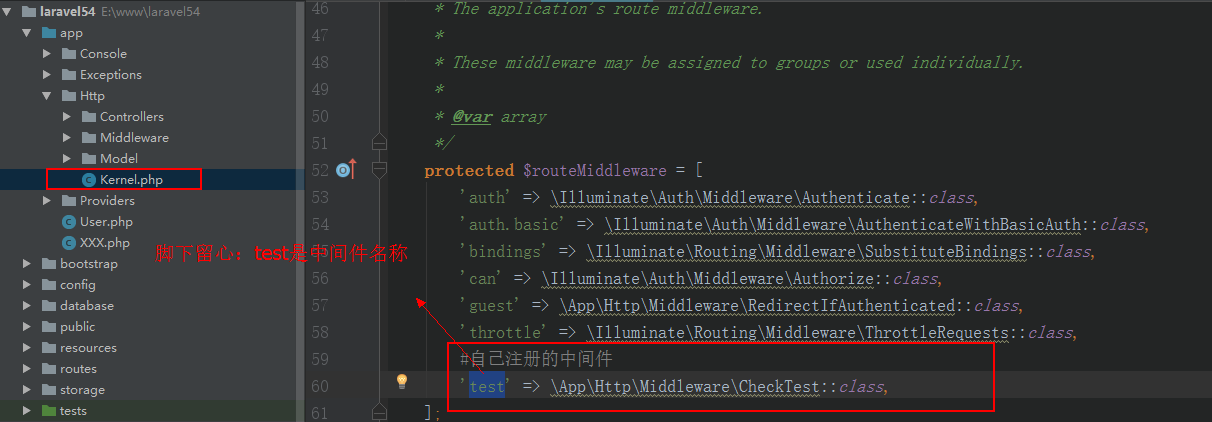 laravel54 E:\www\laravel54
app
Console
Exceptions
Http
Controllers
Middleware
Model
Kernel.php
Providers
User.php
XXX.php
bootstrap
config
database
public
resources
routes
storage
tests
脚下留心：test是中间件名称
46 * The application's route middleware.
47 *
48 * These middleware may be assigned to groups or used individually.
49 *
50 * @var array
51 */
52 protected $routeMiddleware = [
53 'auth' => \Illuminate\Auth\Middleware\Authenticate::class,
54 'auth.basic' => \Illuminate\Auth\Middleware\AuthenticateWithBasicAuth::class,
55 'bindings' => \Illuminate\Routing\Middleware\SubstituteBindings::class,
56 'can' => \Illuminate\Auth\Middleware\Authorize::class,
57 'guest' => \App\Http\Middleware\RedirectIfAuthenticated::class,
58 'throttle' => \Illuminate\Routing\Middleware\ThrottleRequests::class,
59 #自己注册的中间件
60 'test' => \App\Http\Middleware\CheckTest::class,
61 ];